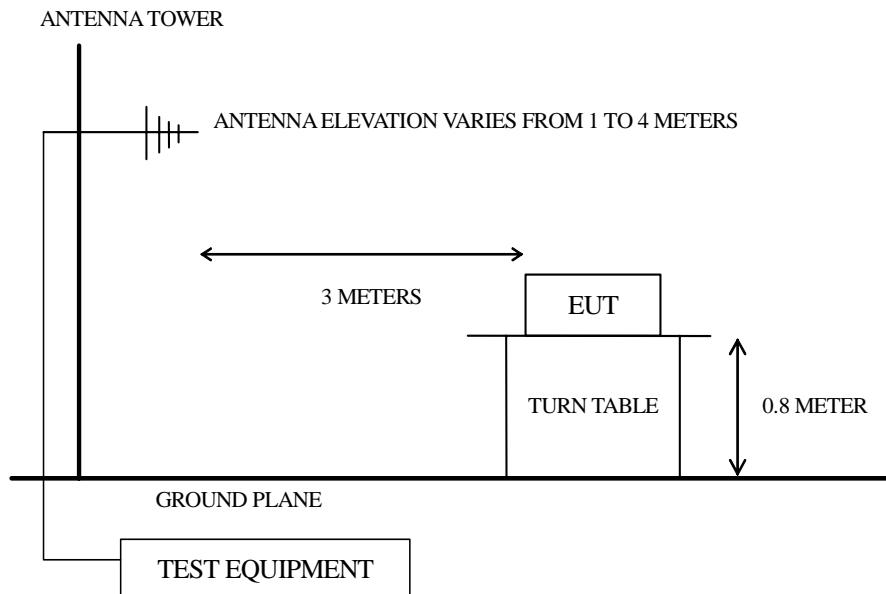 ANTENNA TOWER
ANTENNA ELEVATION VARIES FROM 1 TO 4 METERS
3 METERS
EUT
TURN TABLE
0.8 METER
GROUND PLANE
TEST EQUIPMENT